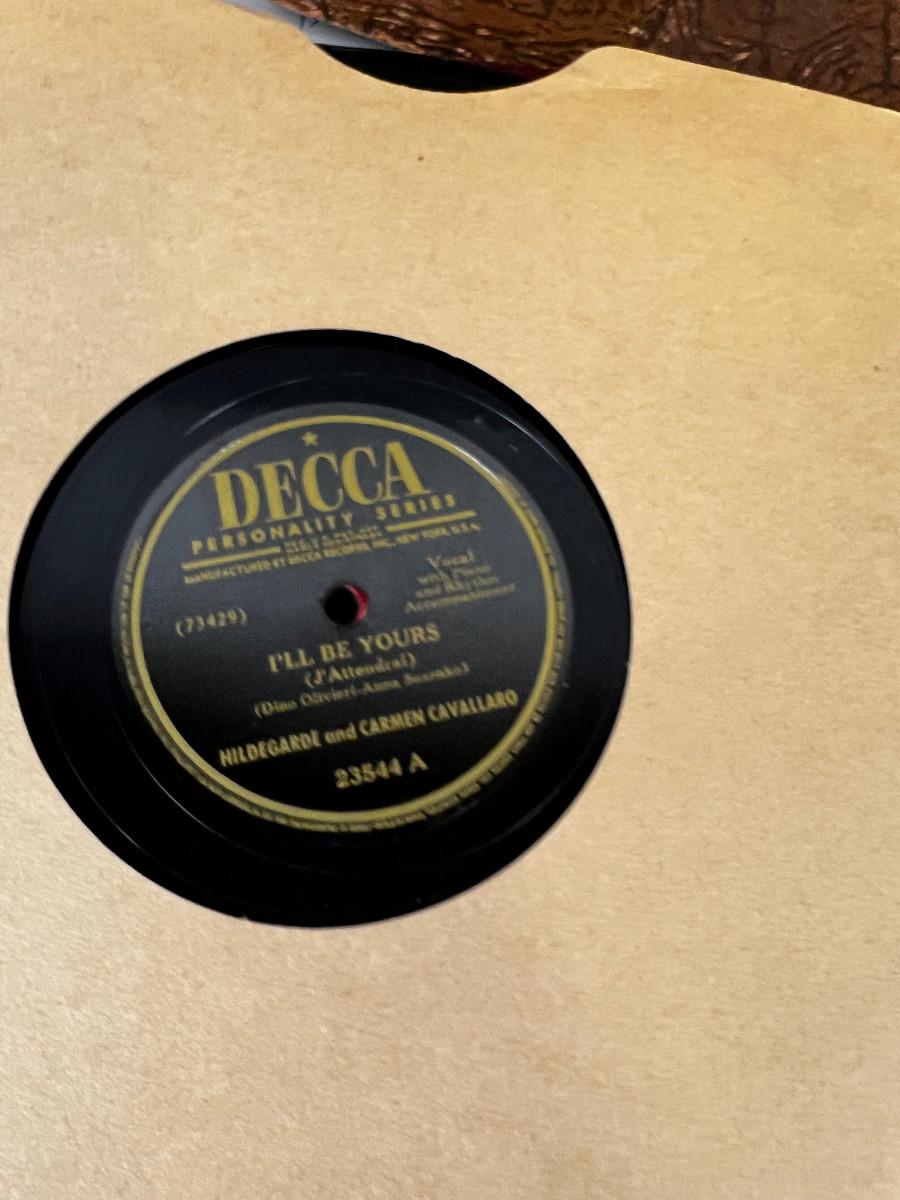 DECCA
PERSONALITY SERIES
MANUFACTURED BY DECCA RECORDS, INC., NEW YORK, U.S.A.
Vocal
with Piano
and Rhythm
Accompaniment
(73429)
I'LL BE YOURS
(J'Attendrai)
(Dino Olivieri-Anna Sosenko)
HILDEGARDE and CARMEN CAVALLARO
23544 A